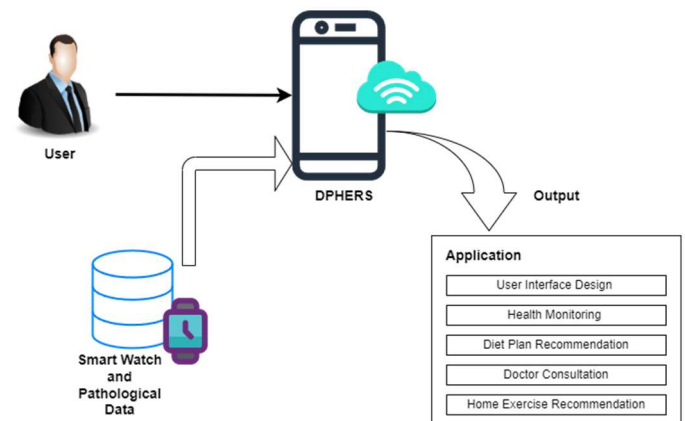 User
DPHERS
Output
Smart Watch
and
Pathological
Data
Application
User Interface Design
Health Monitoring
Diet Plan Recommendation
Doctor Consultation
Home Exercise Recommendation